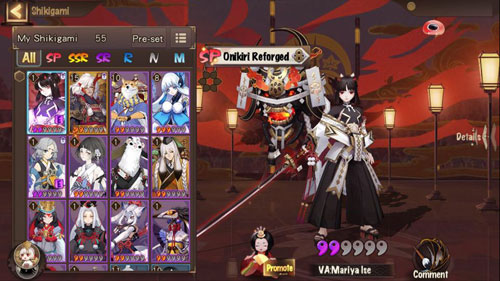 Shikigami
My Shikigami 55 Pre-set
All SP SSR SR R N M
SP Onikiri Reforged
Details
Promote
VA:Mariya Ise
Comment